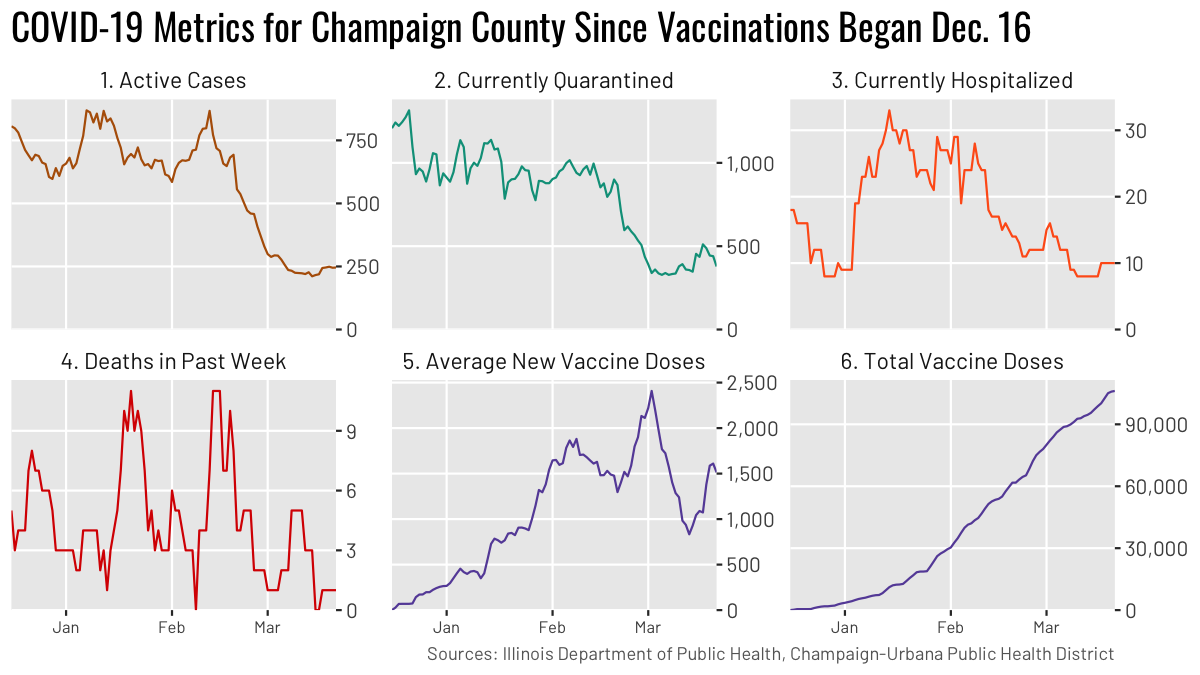 COVID-19 Metrics for Champaign County Since Vaccinations Began Dec. 16
1. Active Cases
750
500
250
0
2. Currently Quarantined
1,000
500
0
3. Currently Hospitalized
30
20
10
0
4. Deaths in Past Week
9
6
3
0
Jan Feb Mar
5. Average New Vaccine Doses
2,500
2,000
1,500
1,000
500
0
Jan Feb Mar
6. Total Vaccine Doses
90,000
60,000
30,000
0
Jan Feb Mar
Sources: Illinois Department of Public Health, Champaign-Urbana Public Health District